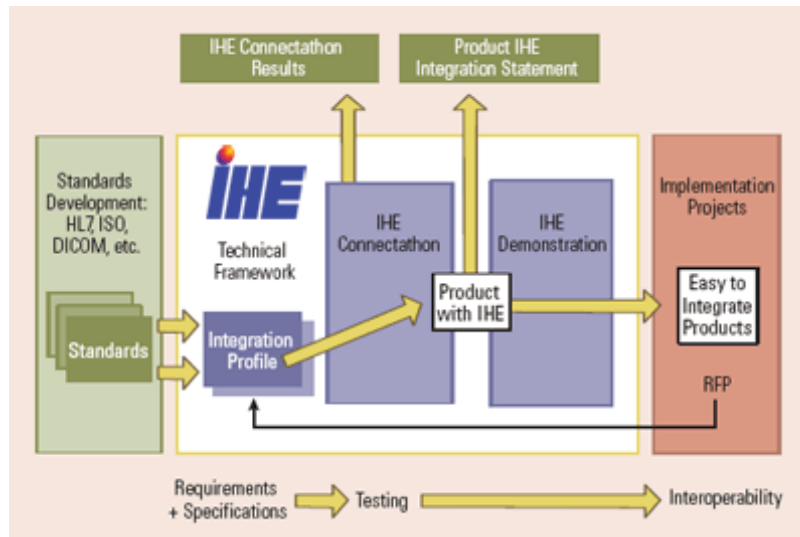 IHE Connectathon
Results
Product IHE
Integration Statement
Standards
Development:
HL7, ISO,
DICOM, etc.
Standards
IHE
Technical
Framework
Integration
Profile
IHE
Connectathon
Product
with IHE
IHE
Demonstration
Implementation
Projects
Easy to
Integrate
Products
RFP
Requirements
+ Specifications
Testing
Interoperability